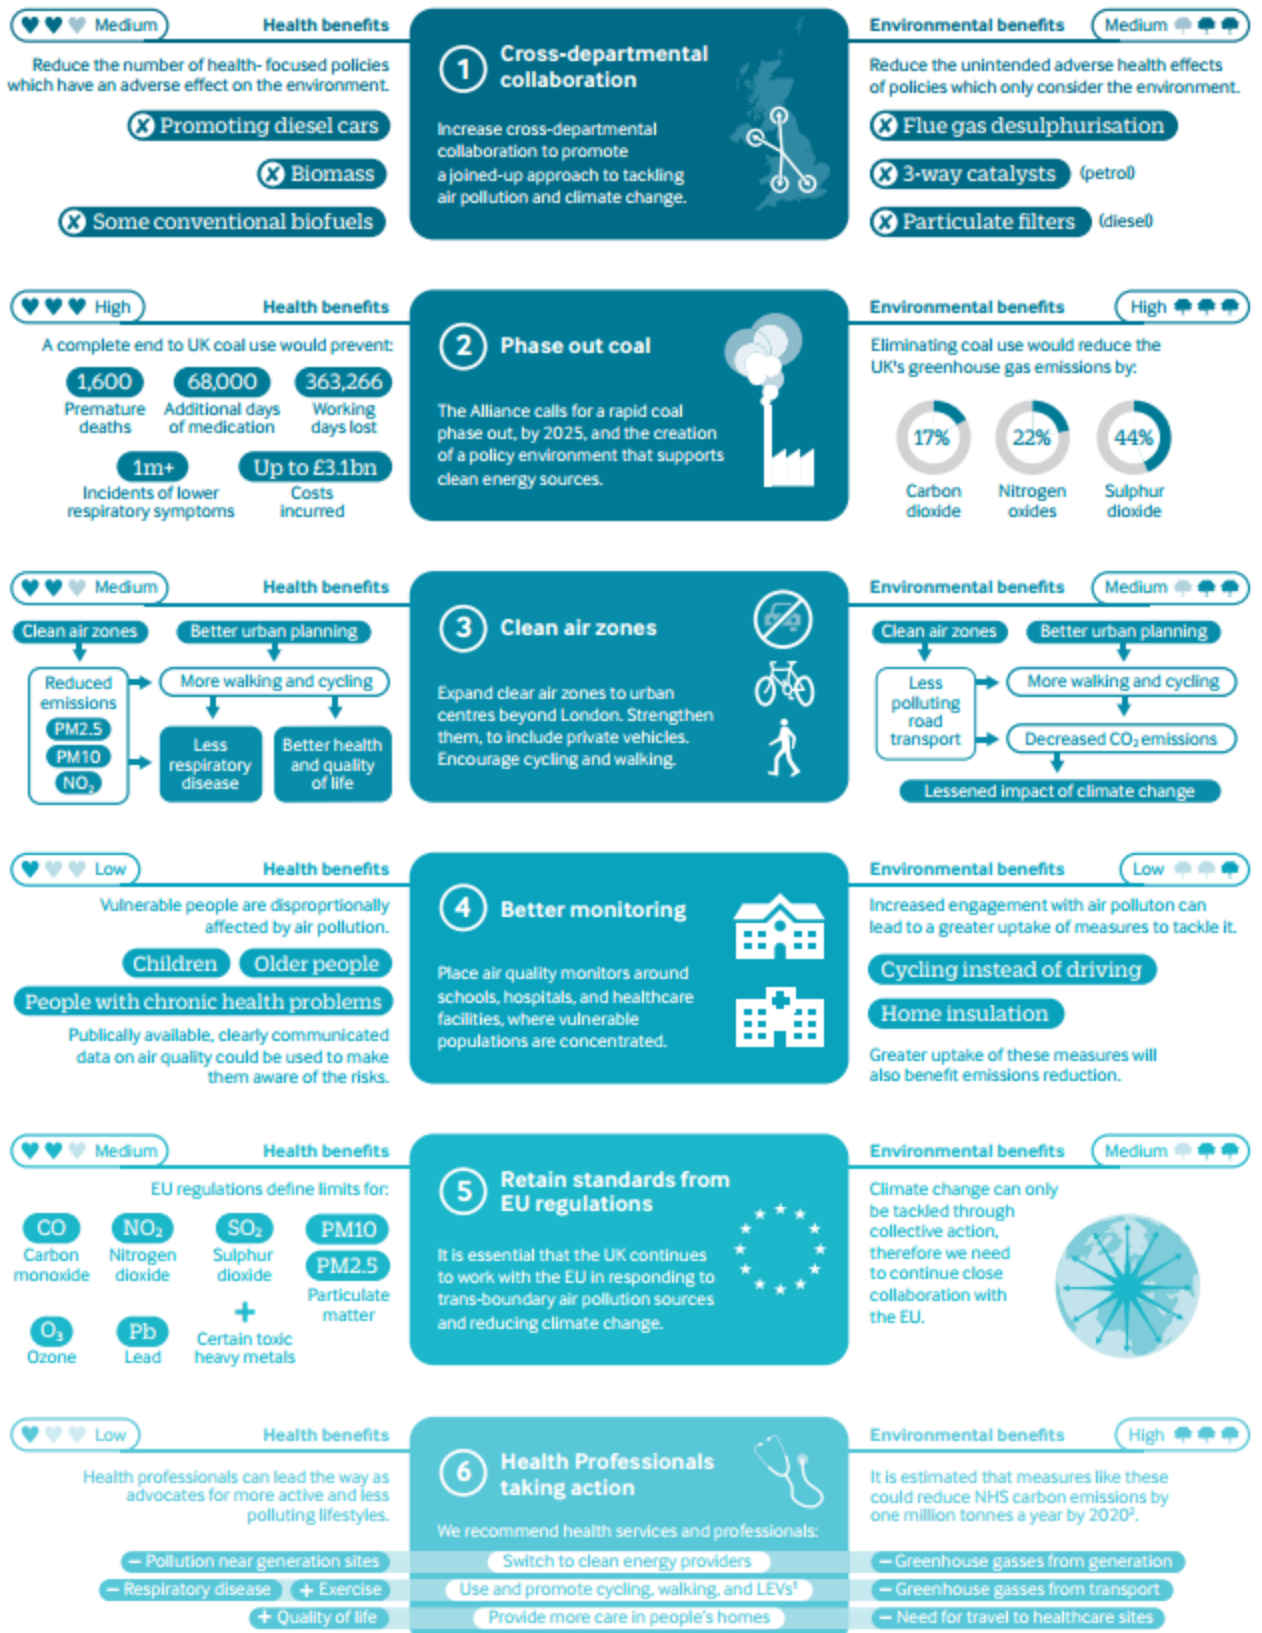 Medium
Health benefits
Reduce the number of health- focused policies
which have an adverse effect on the environment.
Promoting diesel cars
Biomass
Some conventional biofuels
1
Cross-departmental
collaboration
Increase cross-departmental
collaboration to promote
a joined-up approach to tackling
air pollution and climate change.
Environmental benefits
Medium
Reduce the unintended adverse health effects
of policies which only consider the environment.
Flue gas desulphurisation
3-way catalysts (petrol)
Particulate filters (diesel)
High
Health benefits
A complete end to UK coal use would prevent:
1,600 68,000 363,266
Premature Additional days Working
deaths of medication days lost
1m+ Up to £3.1bn
Incidents of lower Costs
respiratory symptoms incurred
2
Phase out coal
The Alliance calls for a rapid coal
phase out, by 2025, and the creation
of a policy environment that supports
clean energy sources.
Environmental benefits
High
Eliminating coal use would reduce the
UK's greenhouse gas emissions by:
17% 22% 44%
Carbon Nitrogen Sulphur
dioxide oxides dioxide
Medium
Health benefits
Clean air zones
Better urban planning
Reduced
emissions
PM2.5
PM10
NO₂
More walking and cycling
Less
respiratory
disease
Better health
and quality
of life
3
Clean air zones
Expand clear air zones to urban
centres beyond London. Strengthen
them, to include private vehicles.
Encourage cycling and walking.
Environmental benefits
Medium
Clean air zones
Better urban planning
Less
polluting
road
transport
More walking and cycling
Decreased CO₂ emissions
Lessened impact of climate change
Low
Health benefits
Vulnerable people are disproprtionally
affected by air pollution.
Children
Older people
People with chronic health problems
Publically available, clearly communicated
data on air quality could be used to make
them aware of the risks.
4
Better monitoring
Place air quality monitors around
schools, hospitals, and healthcare
facilities, where vulnerable
populations are concentrated.
Environmental benefits
Low
Increased engagement with air polluton can
lead to a greater uptake of measures to tackle it.
Cycling instead of driving
Home insulation
Greater uptake of these measures will
also benefit emissions reduction.
Medium
Health benefits
EU regulations define limits for:
CO
Carbon
monoxide
NO₂
Nitrogen
dioxide
SO₂
Sulphur
dioxide
PM10
PM2.5
Particulate
matter
O₃
Ozone
Pb
Lead
+
Certain toxic
heavy metals
5
Retain standards from
EU regulations
It is essential that the UK continues
to work with the EU in responding to
trans-boundary air pollution sources
and reducing climate change.
Environmental benefits
Medium
Climate change can only
be tackled through
collective action,
therefore we need
to continue close
collaboration with
the EU.
Low
Health benefits
Health professionals can lead the way as
advocates for more active and less
polluting lifestyles.
− Pollution near generation sites
− Respiratory disease + Exercise
+ Quality of life
6
Health Professionals
taking action
We recommend health services and professionals:
Switch to clean energy providers
Use and promote cycling, walking, and LEVs¹
Provide more care in people's homes
Environmental benefits
High
It is estimated that measures like these
could reduce NHS carbon emissions by
one million tonnes a year by 2020².
− Greenhouse gasses from generation
− Greenhouse gasses from transport
− Need for travel to healthcare sites